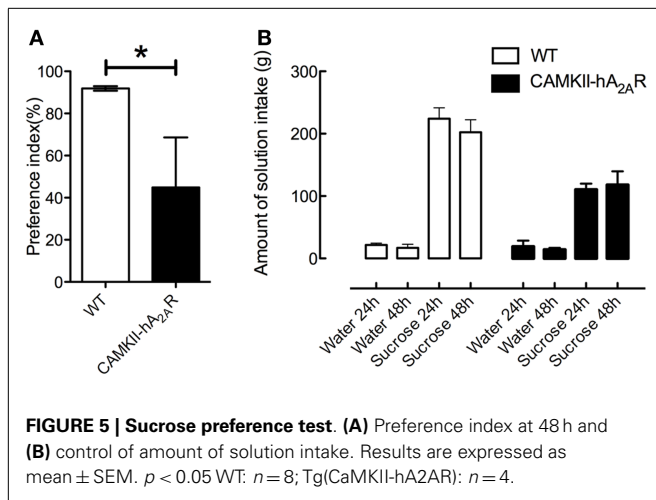 A
*
Preference index(%)
100
80
60
40
20
0
WT
CAMKII-hA2AR
B
WT
CAMKII-hA2AR
Amount of solution intake (g)
300
200
100
0
Water 24h
Water 48h
Sucrose 24h
Sucrose 48h
Water 24h
Water 48h
Sucrose 24h
Sucrose 48h
FIGURE 5 | Sucrose preference test. (A) Preference index at 48 h and
(B) control of amount of solution intake. Results are expressed as
mean ± SEM. p < 0.05 WT: n = 8; Tg(CaMKII-hA2AR): n = 4.